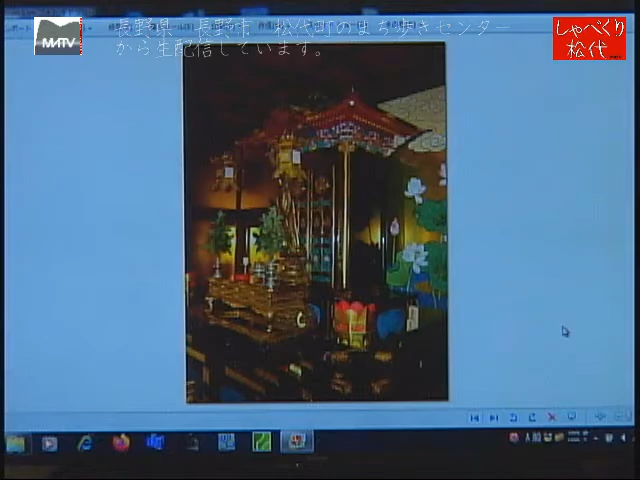 MATV
長野県 長野市 松代町のまち歩きセンター
から生配信しています。
しゃべくり
松代